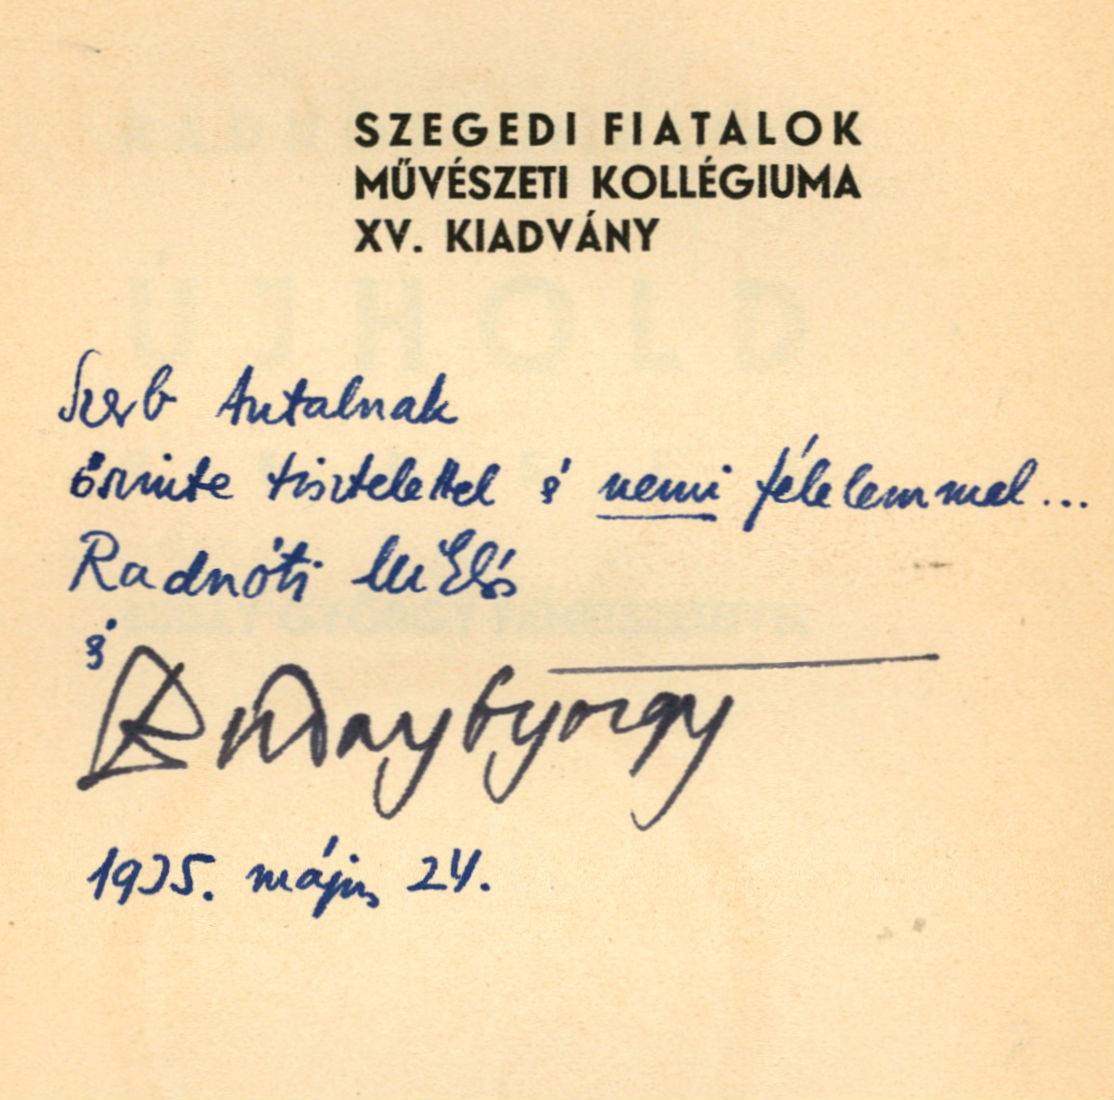 SZEGEDI FIATALOK
MŰVÉSZETI KOLLÉGIUMA
XV. KIADVÁNY
Szerb Antalnak
őszinte tisztelettel s nemi félelemmel...
Radnóti Miklós
s
Buday György
1935. május 24.